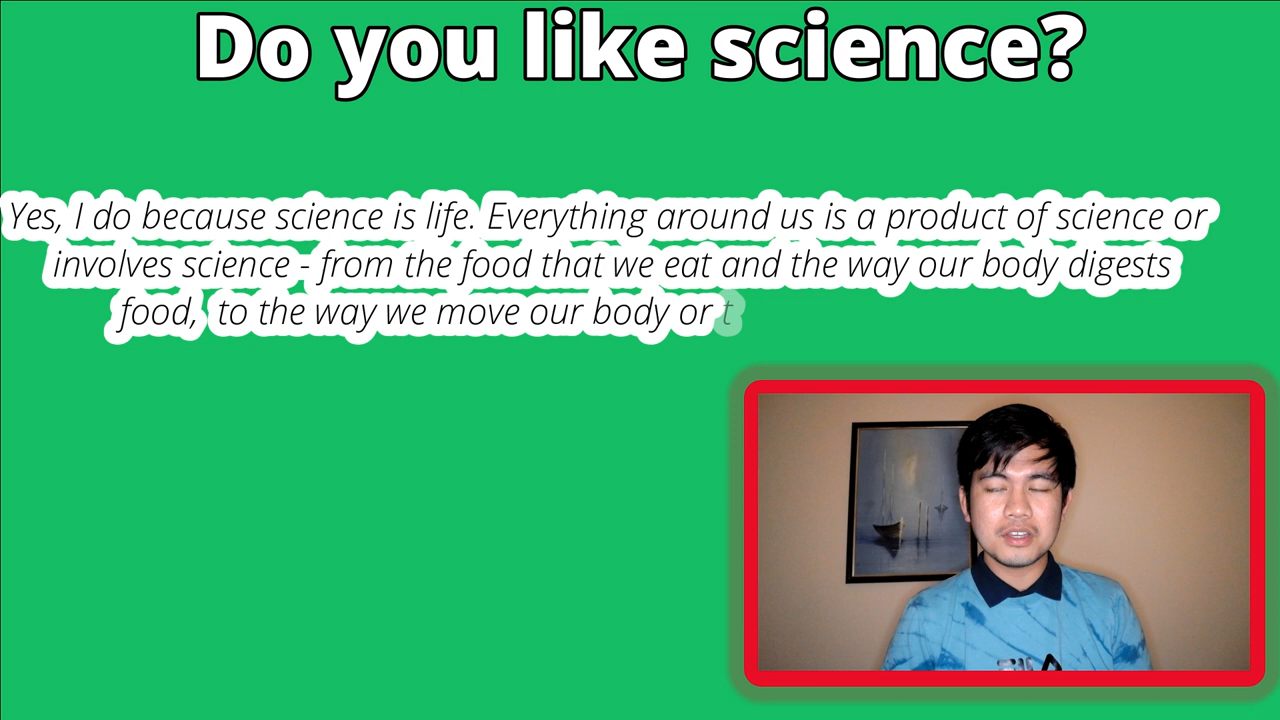 Do you like science?
Yes, I do because science is life. Everything around us is a product of science or
involves science - from the food that we eat and the way our body digests
food,  to the way we move our body or t